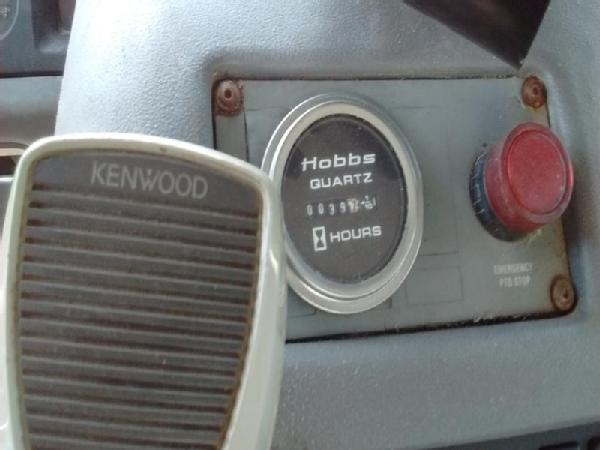 KENWOOD
Hobbs
QUARTZ
HOURS
EMERGENCY
PTO STOP